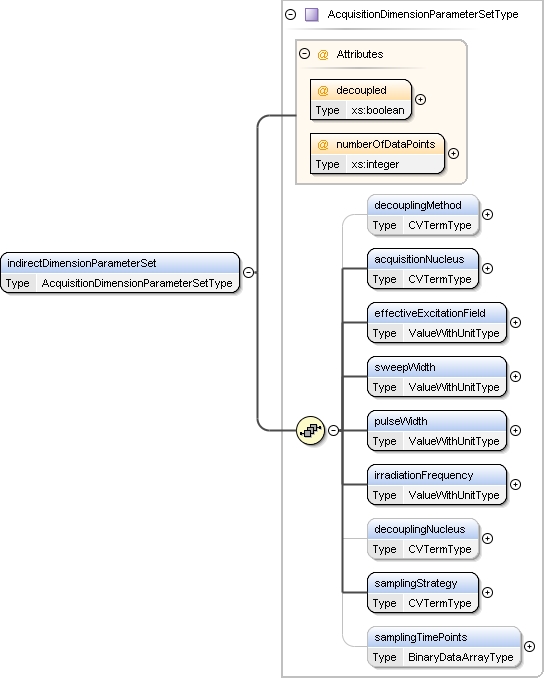 AcquisitionDimensionParameterSetType
@ Attributes
@ decoupled
Type xs:boolean
@ numberOfDataPoints
Type xs:integer
indirectDimensionParameterSet
Type AcquisitionDimensionParameterSetType
decouplingMethod
Type CVTermType
acquisitionNucleus
Type CVTermType
effectiveExcitationField
Type ValueWithUnitType
sweepWidth
Type ValueWithUnitType
pulseWidth
Type ValueWithUnitType
irradiationFrequency
Type ValueWithUnitType
decouplingNucleus
Type CVTermType
samplingStrategy
Type CVTermType
samplingTimePoints
Type BinaryDataArrayType